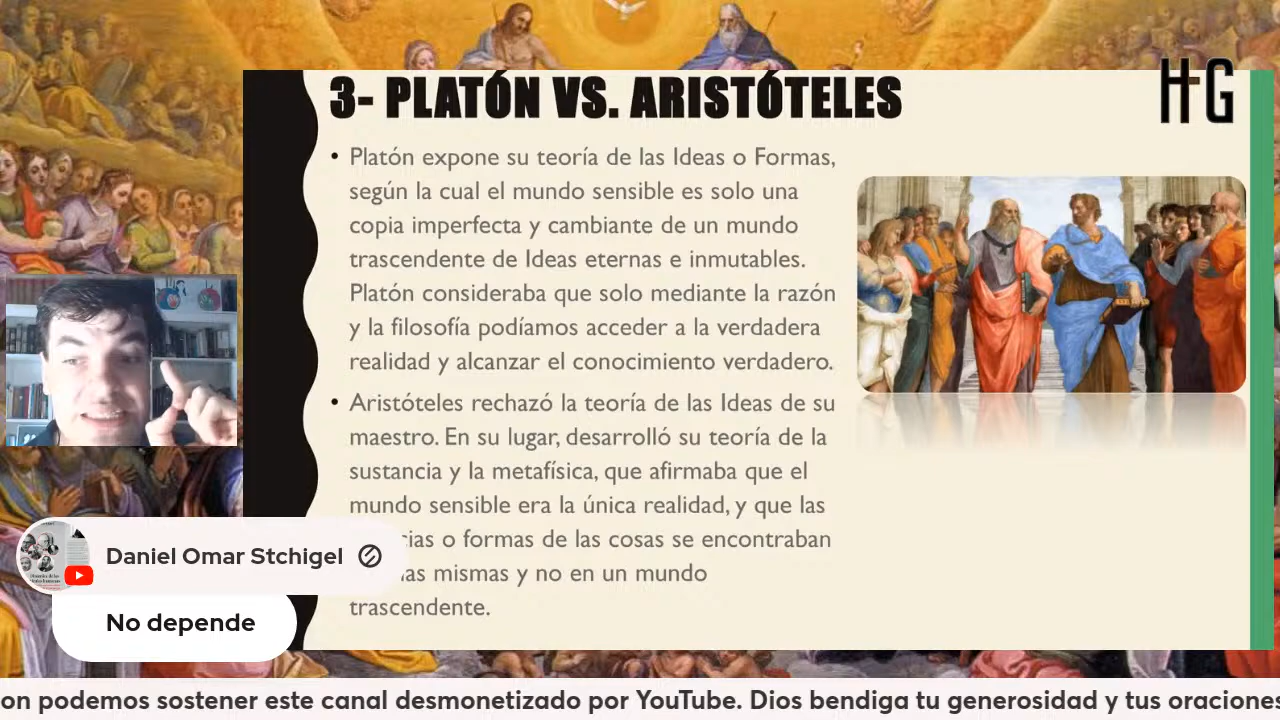 3- PLATÓN VS. ARISTÓTELES
HG
• Platón expone su teoría de las Ideas o Formas,
según la cual el mundo sensible es solo una
copia imperfecta y cambiante de un mundo
trascendente de Ideas eternas e inmutables.
Platón consideraba que solo mediante la razón
y la filosofía podíamos acceder a la verdadera
realidad y alcanzar el conocimiento verdadero.
• Aristóteles rechazó la teoría de las Ideas de su
maestro. En su lugar, desarrolló su teoría de la
sustancia y la metafísica, que afirmaba que el
mundo sensible era la única realidad, y que las
o formas de las cosas se encontraban
mismas y no en un mundo
trascendente.
Daniel Omar Stchigel
No depende
on podemos sostener este canal desmonetizado por YouTube. Dios bendiga tu generosidad y tus oraciones